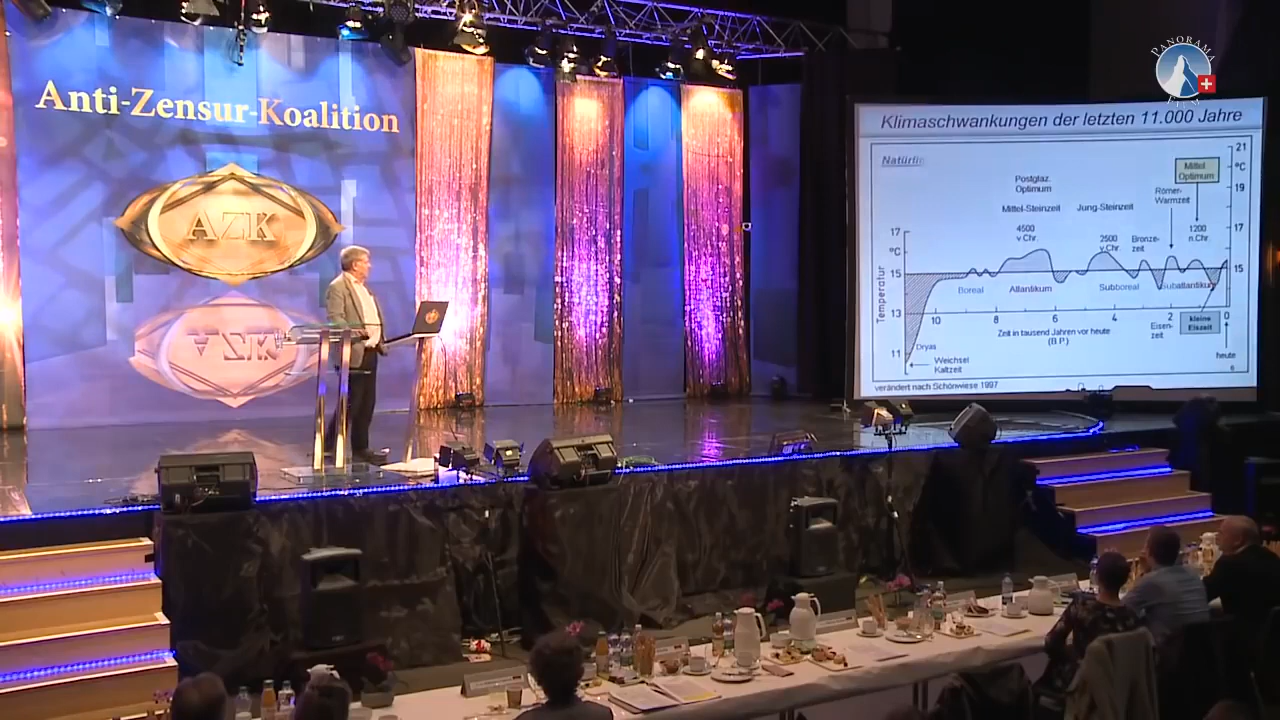 Anti-Zensur-Koalition
AZK
PANORAMA
FILM
Klimaschwankungen der letzten 11.000 Jahre
Postglaz.
Optimum
Mittel-Steinzeit
Jung-Steinzeit
Mittel.
Optimum
Römer-
Warmzeit
4500
v.Chr.
2500
v.Chr.
Bronze-
zeit
1200
n.Chr.
21
°C
19
17
15
17
°C
15
13
11
Temperatur
Boreal
Atlantikum
Subboreal
Subatlantikum
10
8
6
4
2
0
Zeit in tausend Jahren vor heute
(B.P.)
Eisen-
zeit
kleine
Eiszeit
heute
6
Dryas
Weichsel
Kaltzeit
verändert nach Schönwiese 1997